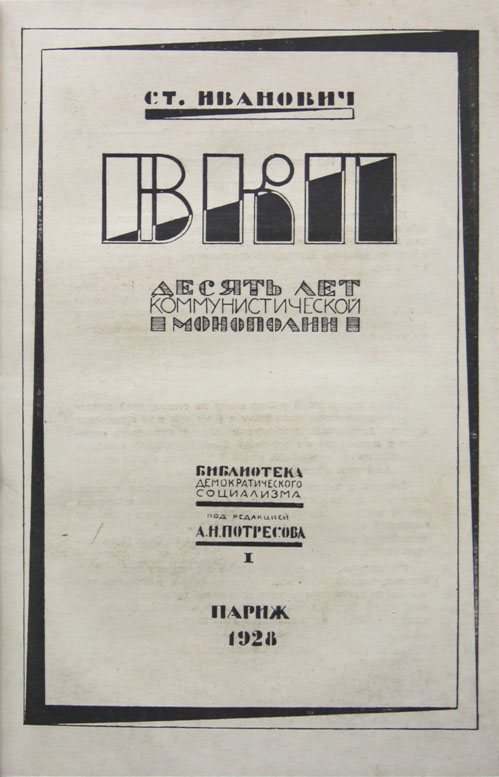 СТ. ИВАНОВИЧ
ВКП
ДЕСЯТЬ ЛЕТ
КОММУНИСТИЧЕСКОЙ
МОНОПОЛИИ
БИБЛИОТЕКА
ДЕМОКРАТИЧЕСКОГО
СОЦИАЛИЗМА
ПОД РЕДАКЦИЕЙ
А.Н.ПОТРЕСОВА
I
ПАРИЖ
1928